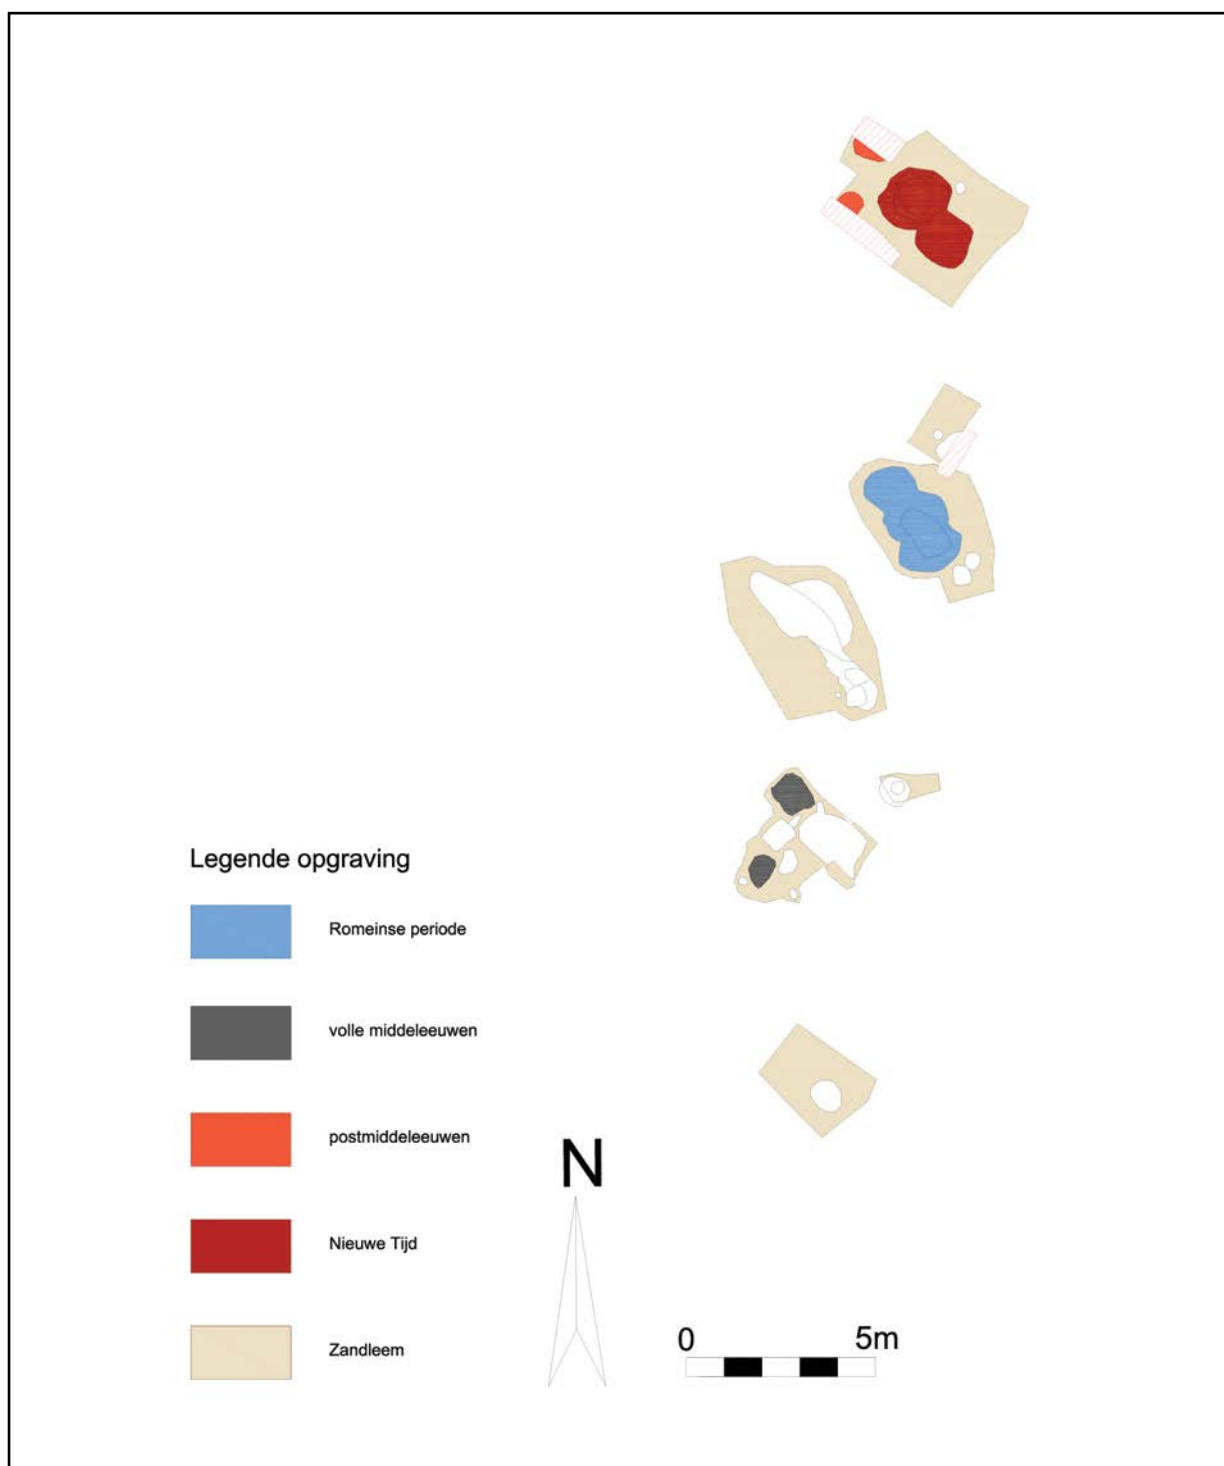 Legende opgraving
Romeinse periode
volle middeleeuwen
postmiddeleeuwen
Nieuwe Tijd
Zandleem
N
0 5m